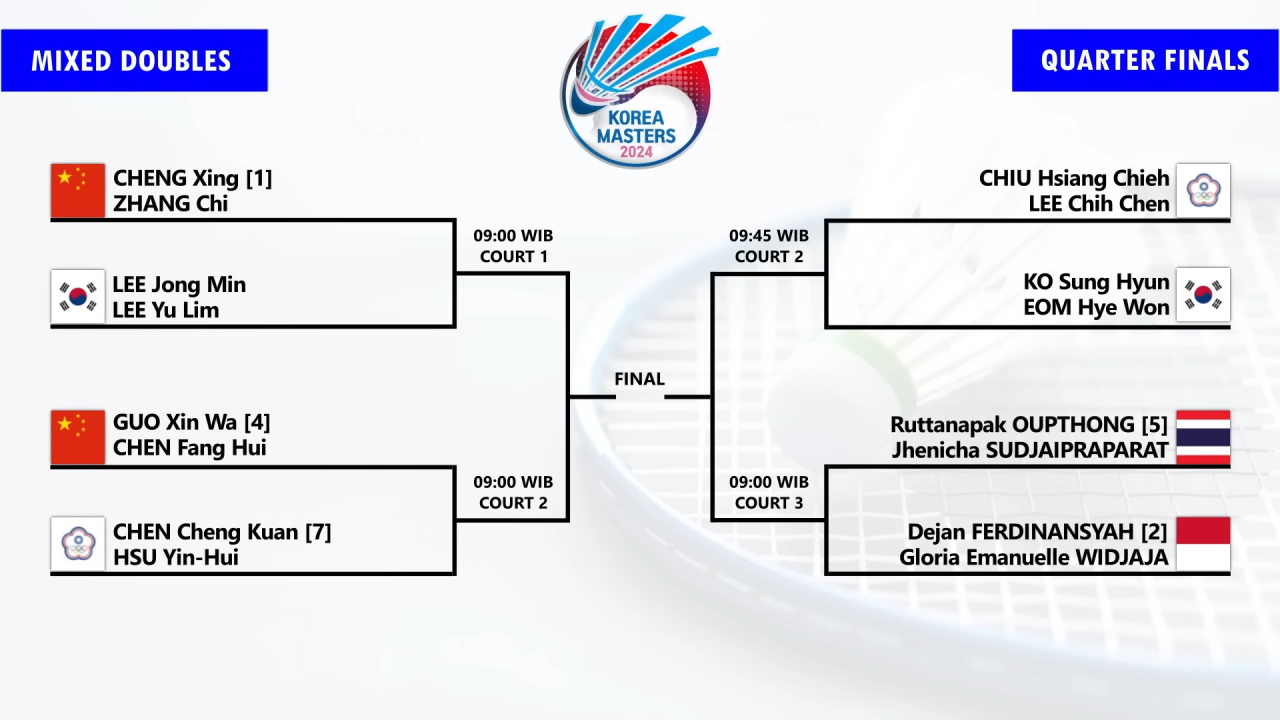 MIXED DOUBLES
KOREA
MASTERS
2024
QUARTER FINALS
CHENG Xing [1]
ZHANG Chi
LEE Jong Min
LEE Yu Lim
09:00 WIB
COURT 1
GUO Xin Wa [4]
CHEN Fang Hui
CHEN Cheng Kuan [7]
HSU Yin-Hui
09:00 WIB
COURT 2
FINAL
CHIU Hsiang Chieh
LEE Chih Chen
KO Sung Hyun
EOM Hye Won
09:45 WIB
COURT 2
Ruttanapak OUPTHONG [5]
Jhenicha SUDJAIPRAPARAT
Dejan FERDINANSYAH [2]
Gloria Emanuelle WIDJAJA
09:00 WIB
COURT 3